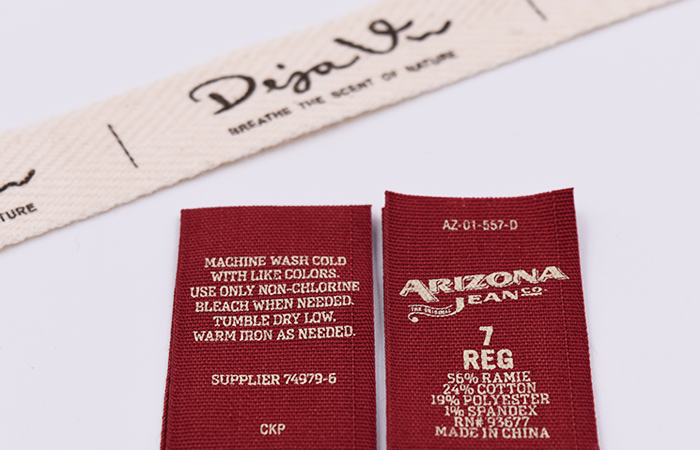 Deja Vu
BREATHE THE SCENT OF NATURE
TURE
MACHINE WASH COLD
WITH LIKE COLORS.
USE ONLY NON-CHLORINE
BLEACH WHEN NEEDED.
TUMBLE DRY LOW.
WARM IRON AS NEEDED.
SUPPLIER 74979-6
CKP
AZ-01-557-D
ARIZONA
THE ORIGINAL JEAN CO.
7
REG
56% RAMIE
24% COTTON
19% POLYESTER
1% SPANDEX
RN# 93677
MADE IN CHINA